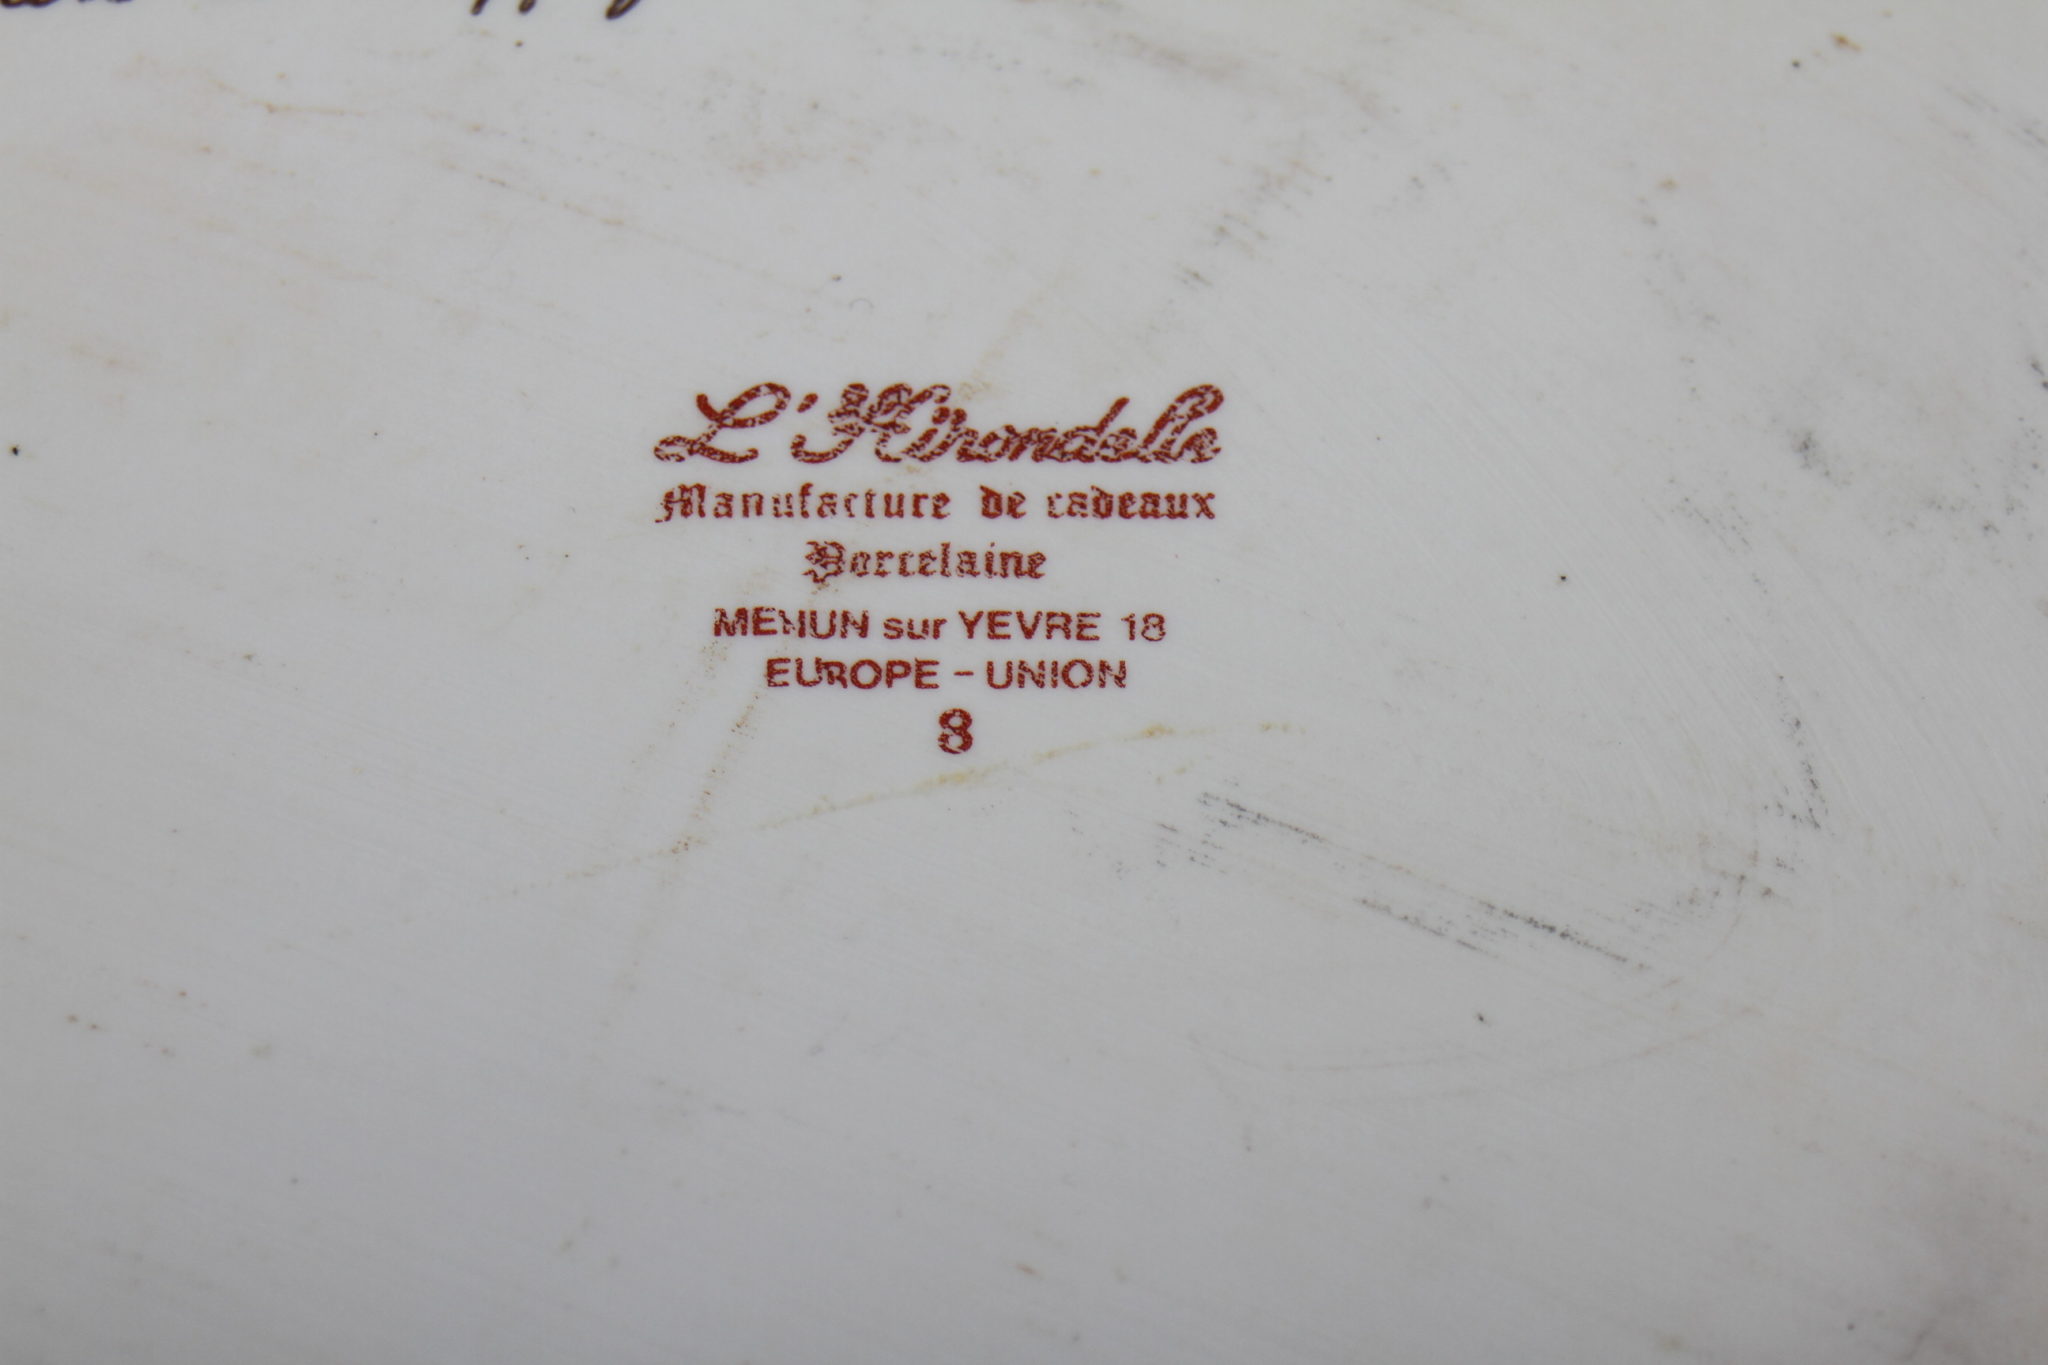 L'Hirondelle
Manufacture de cadeaux
Porcelaine
MEHUN sur YEVRE 18
EUROPE - UNION
8